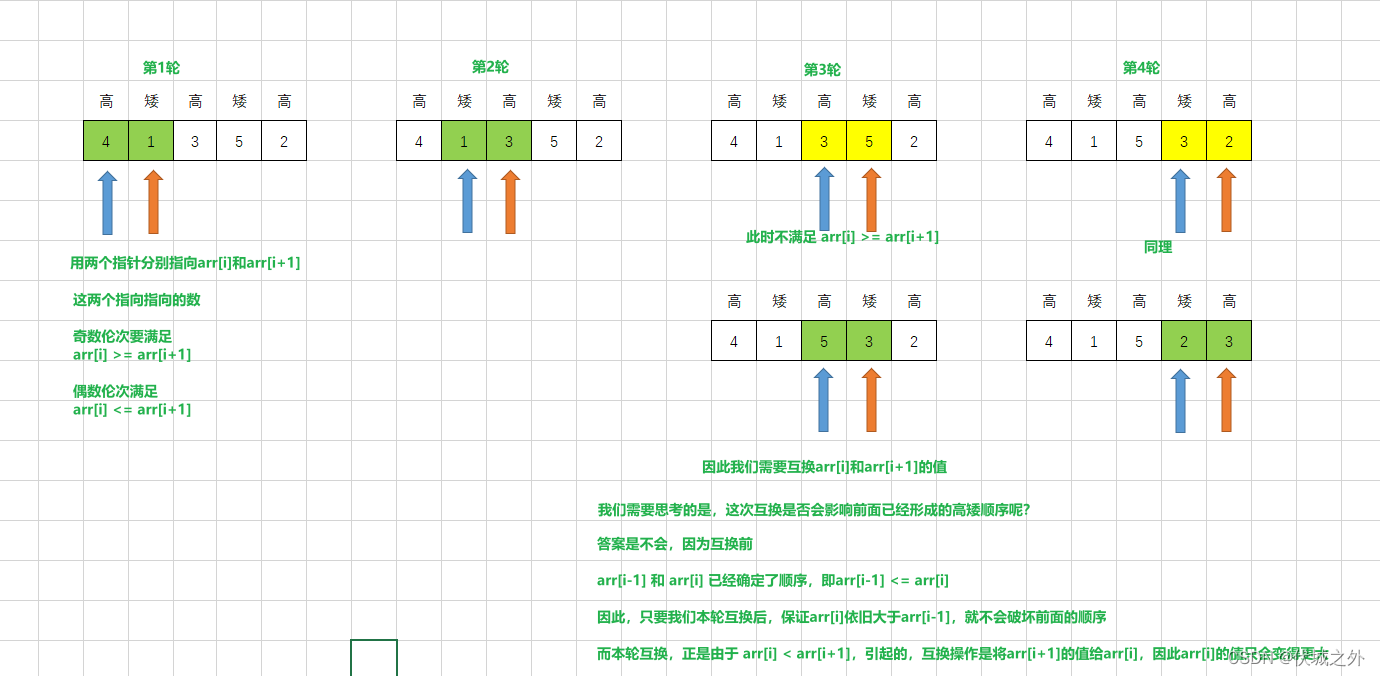 第1轮
第2轮
第3轮
第4轮
高 矮 高 矮 高
高 矮 高 矮 高
高 矮 高 矮 高
高 矮 高 矮 高
4 1 3 5 2
4 1 3 5 2
4 1 3 5 2
4 1 5 3 2
用两个指针分别指向arr[i]和arr[i+1]
这两个指向指向的数
奇数伦次要满足
arr[i] >= arr[i+1]
偶数伦次满足
arr[i] <= arr[i+1]
此时不满足 arr[i] >= arr[i+1]
同理
高 矮 高 矮 高
高 矮 高 矮 高
4 1 5 3 2
4 1 5 2 3
因此我们需要互换arr[i]和arr[i+1]的值
我们需要思考的是，这次互换是否会影响前面已经形成的高矮顺序呢？
答案是不会，因为互换前
arr[i-1] 和 arr[i] 已经确定了顺序，即arr[i-1] <= arr[i]
因此，只要我们本轮互换后，保证arr[i]依旧大于arr[i-1]，就不会破坏前面的顺序
而本轮互换，正是由于 arr[i] < arr[i+1]，引起的，互换操作是将arr[i+1]的值给arr[i]，因此arr[i]的值只会变得更大
CSDN @伏城之外